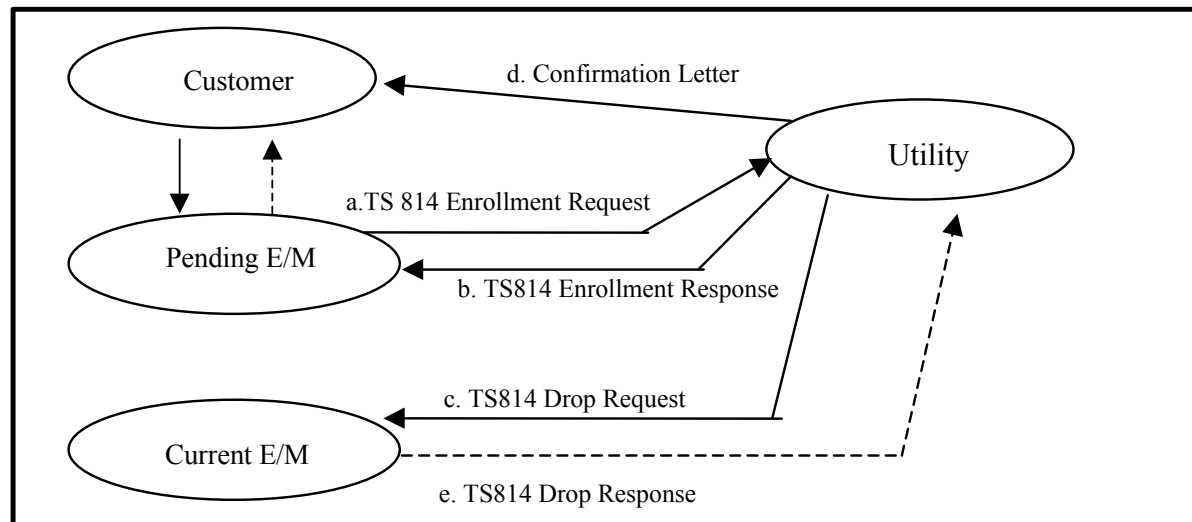 Customer
d. Confirmation Letter
Utility
a.TS 814 Enrollment Request
Pending E/M
b. TS814 Enrollment Response
c. TS814 Drop Request
Current E/M
e. TS814 Drop Response